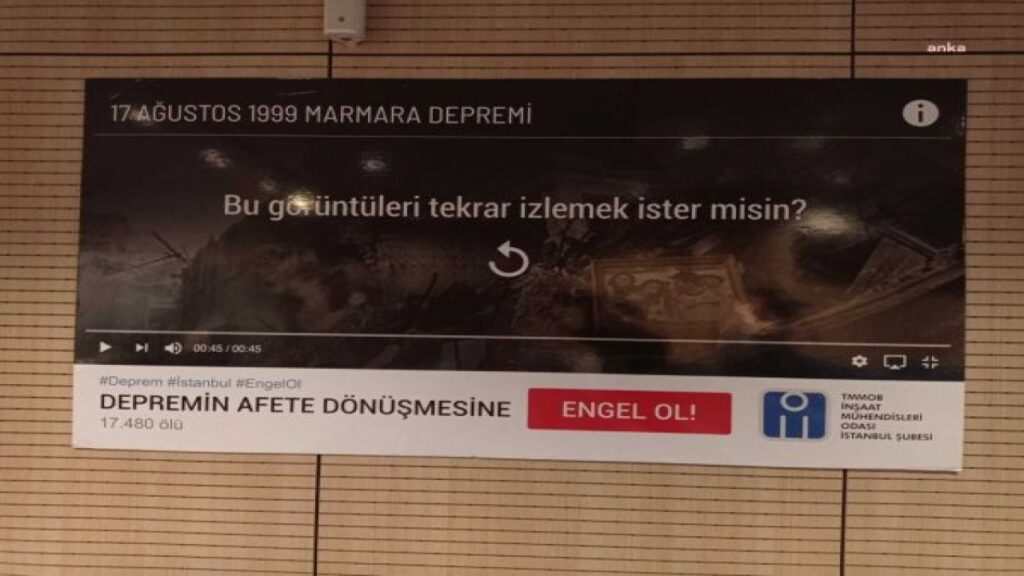 anka
17 AĞUSTOS 1999 MARMARA DEPREMİ
i
Bu görüntüleri tekrar izlemek ister misin?
00:45 / 00:45
#Deprem #İstanbul #EngelOl
DEPREMİN AFETE DÖNÜŞMESİNE
17.480 ölü
ENGEL OL!
TMMOB
İNŞAAT
MÜHENDİSLERİ
ODASI
İSTANBUL ŞUBESİ